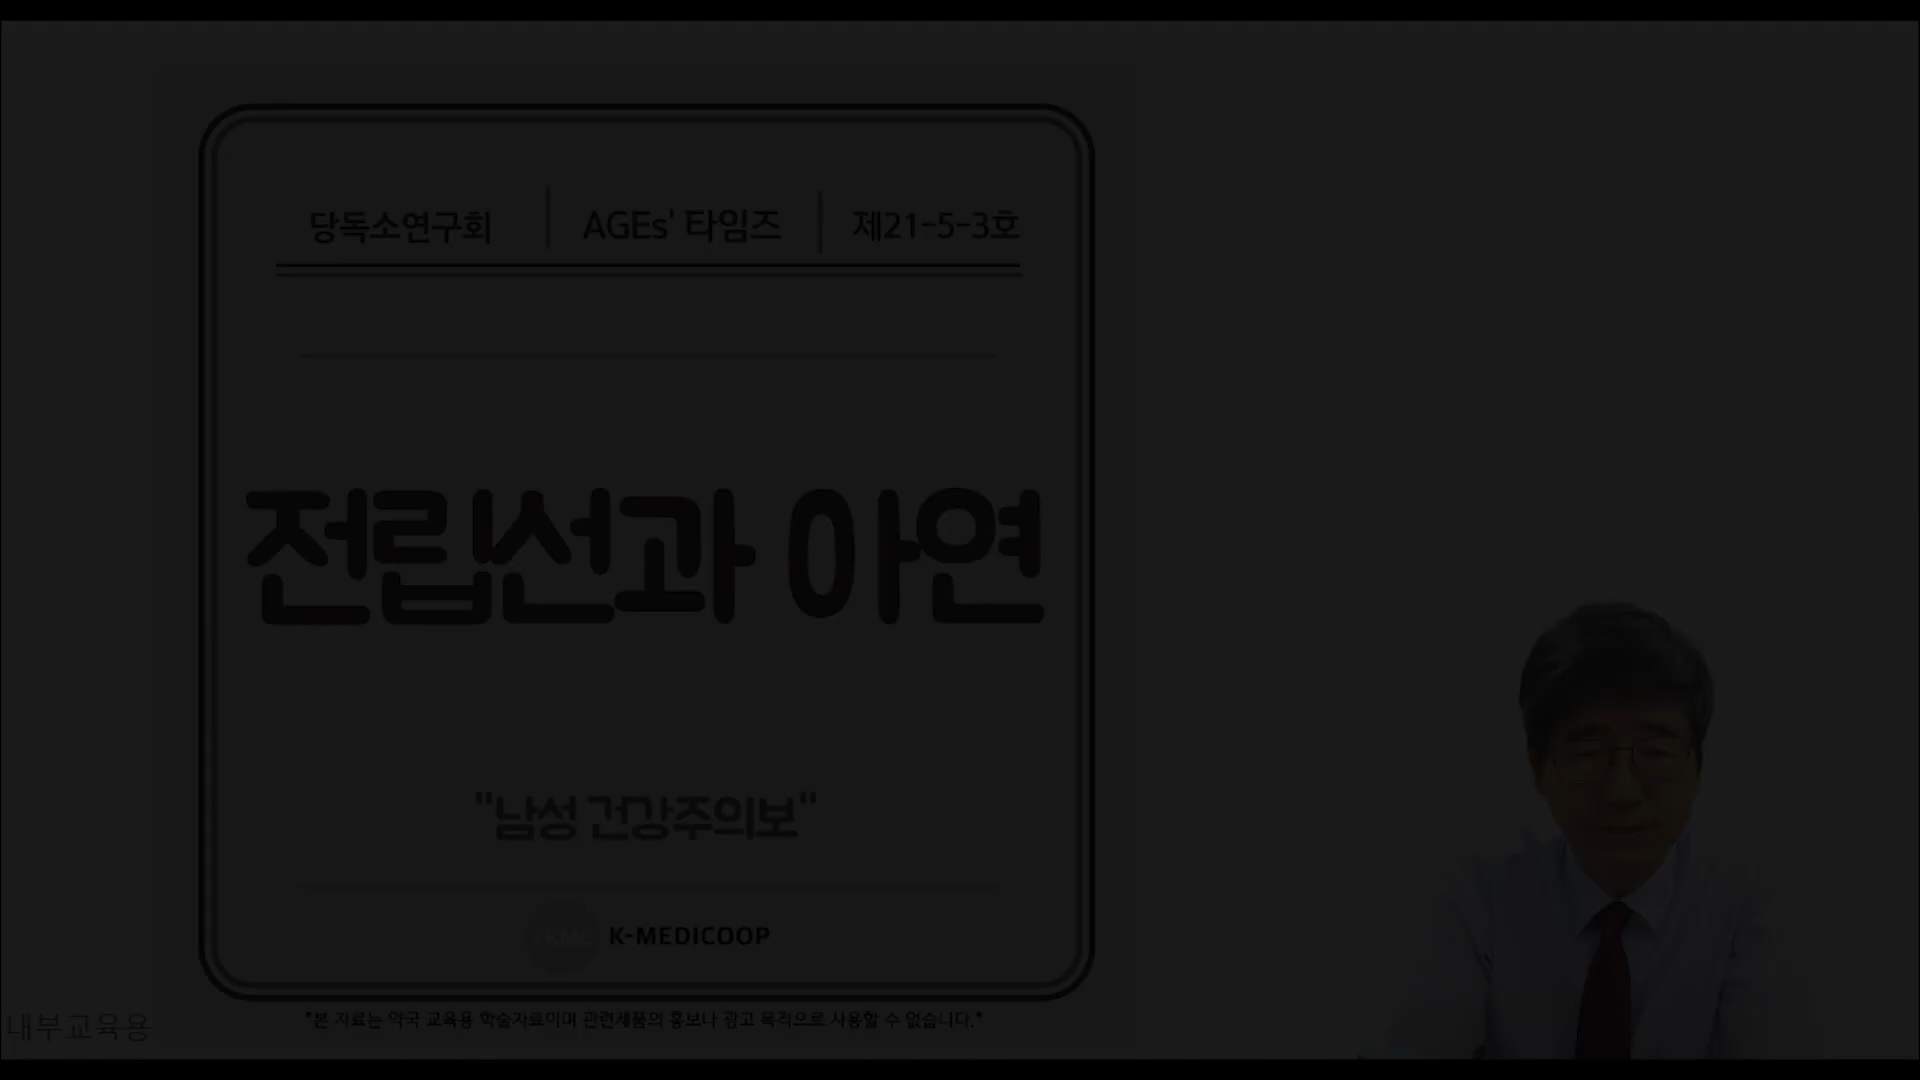 당독소연구회 AGEs' 타임즈 제21-5-3호
전립선과 아연
"남성 건강주의보"
KMC K-MEDICOOP
*본 자료는 약국 교육용 학술자료이며 관련제품의 홍보나 광고 목적으로 사용할 수 없습니다.*
내부교육용